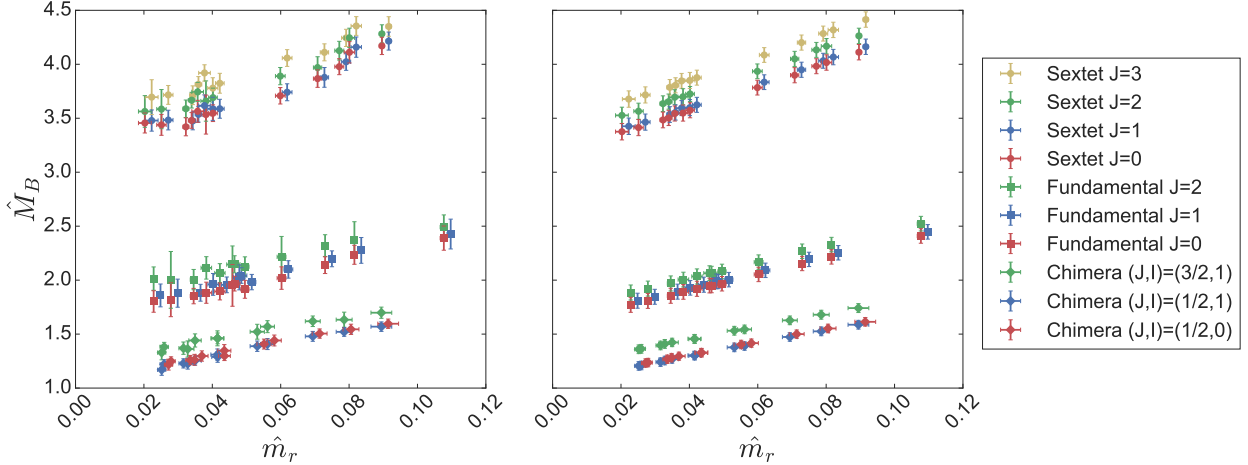 4.5
4.0
3.5
3.0
2.5
2.0
1.5
1.0
M̂_B
0.00 0.02 0.04 0.06 0.08 0.10 0.12
m̂_r
0.00 0.02 0.04 0.06 0.08 0.10 0.12
m̂_r
Sextet J=3
Sextet J=2
Sextet J=1
Sextet J=0
Fundamental J=2
Fundamental J=1
Fundamental J=0
Chimera (J,I)=(3/2,1)
Chimera (J,I)=(1/2,1)
Chimera (J,I)=(1/2,0)